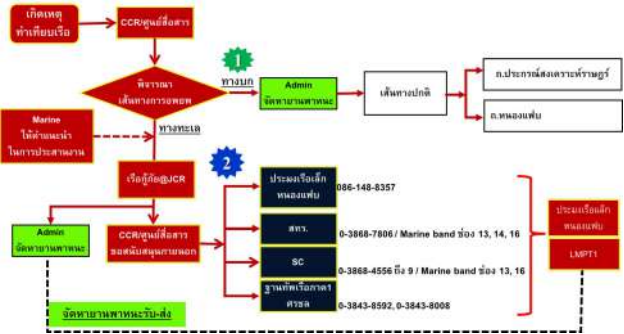 เกิดเหตุ
ทำเทียบเรือ
CCR/ศูนย์สื่อสาร
1
พิจารณา
เส้นทางการอพยพ
ทางบก
Admin
จัดหายานพาหนะ
เส้นทางปกติ
ถ.ประกรณ์สงเคราะห์ราษฎร์
ถ.หนองแฟบ
Marine
ให้คำแนะนำ
ในการประสานงาน
ทางทะเล
2
เรือกู้ภัย@JCR
Admin
จัดหายานพาหนะ
CCR/ศูนย์สื่อสาร
ขอสนับสนุนภายนอก
ประมงเรือเล็ก
หนองแฟบ
086-148-8357
สทร.
0-3868-7806 / Marine band ช่อง 13, 14, 16
SC
0-3868-4556 ถึง 9 / Marine band ช่อง 13, 16
ฐานทัพเรือภาค1
ศรชล
0-3843-8592, 0-3843-8008
ประมงเรือเล็ก
หนองแฟบ
LMPT1
จัดหายานพาหนะรับ-ส่ง